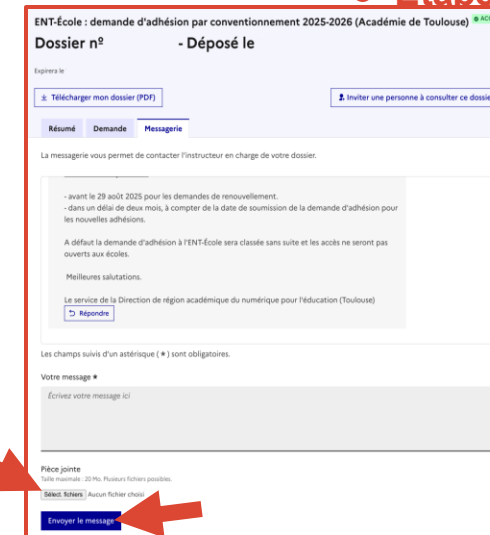 ENT-École : demande d'adhésion par conventionnement 2025-2026 (Académie de Toulouse)
Dossier nº - Déposé le
Expirera le
Télécharger mon dossier (PDF)
Inviter une personne à consulter ce dossie
Résumé Demande Messagerie
La messagerie vous permet de contacter l'instructeur en charge de votre dossier.
- avant le 29 août 2025 pour les demandes de renouvellement.
- dans un délai de deux mois, à compter de la date de soumission de la demande d'adhésion pour
les nouvelles adhésions.
A défaut la demande d'adhésion à l'ENT-École sera classée sans suite et les accès ne seront pas
ouverts aux écoles.
Meilleures salutations.
Le service de la Direction de région académique du numérique pour l'éducation (Toulouse)
Répondre
Les champs suivis d'un astérisque ( * ) sont obligatoires.
Votre message *
Écrivez votre message ici
Pièce jointe
Taille maximale : 20 Mo. Plusieurs fichiers possibles.
Sélect. fichiers Aucun fichier choisi
Envoyer le message